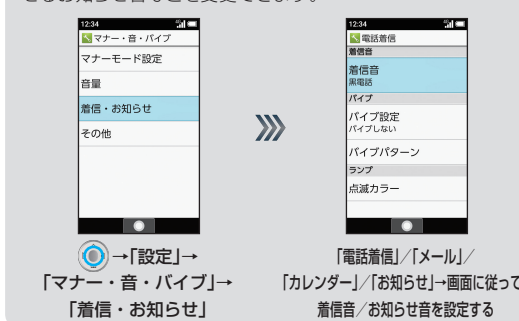 きるお知らせ音などを変更できます。
12:34
マナー・音・バイブ
マナーモード設定
音量
着信・お知らせ
その他
→「設定」→
「マナー・音・バイブ」→
「着信・お知らせ」
12:34
電話着信
着信音
着信音
黒電話
バイブ
バイブ設定
バイブしない
バイブパターン
ランプ
点滅カラー
「電話着信」／「メール」／
「カレンダー」／「お知らせ」→画面に従って
着信音／お知らせ音を設定する